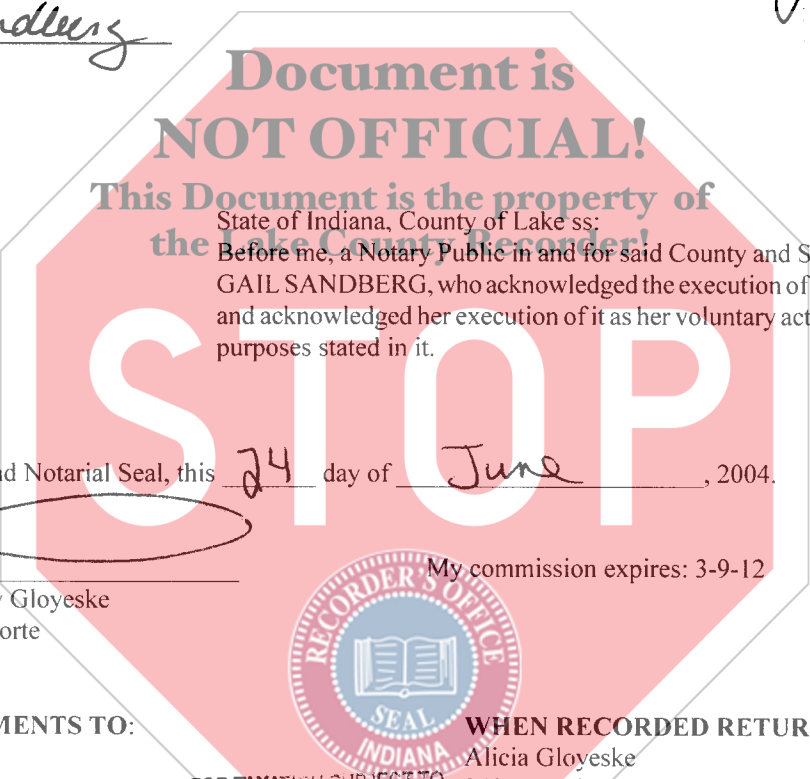 ndberg
Document is
NOT OFFICIAL!
This Document is the property of
the Lake County Recorder!
State of Indiana, County of Lake ss:
Before me, a Notary Public in and for said County and S
GAIL SANDBERG, who acknowledged the execution of
and acknowledged her execution of it as her voluntary act
purposes stated in it.
STOP
nd Notarial Seal, this 24 day of June, 2004.
My commission expires: 3-9-12
y Gloyeske
orte
RECORDER'S OFFICE
SEAL
INDIANA
MENTS TO:
WHEN RECORDED RETUR
Alicia Gloyeske